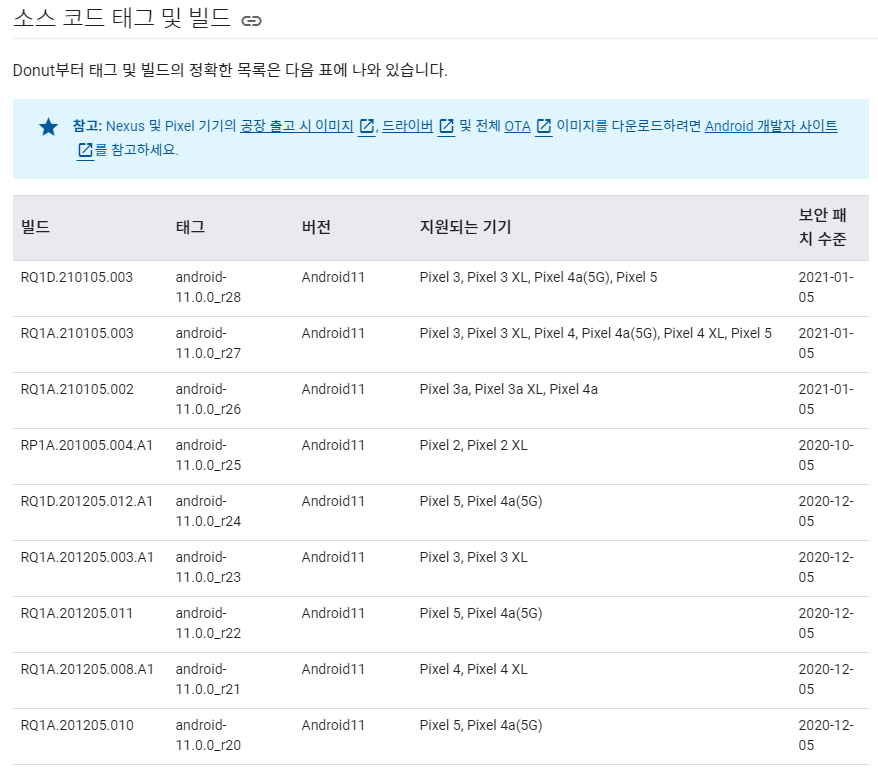 소스 코드 태그 및 빌드
Donut부터 태그 및 빌드의 정확한 목록은 다음 표에 나와 있습니다.
참고: Nexus 및 Pixel 기기의 공장 출고 시 이미지, 드라이버 및 전체 OTA 이미지를 다운로드하려면 Android 개발자 사이트
를 참고하세요.
빌드 태그 버전 지원되는 기기 보안 패
치 수준
RQ1D.210105.003 android- Android11 Pixel 3, Pixel 3 XL, Pixel 4a(5G), Pixel 5 2021-01-
11.0.0_r28 05
RQ1A.210105.003 android- Android11 Pixel 3, Pixel 3 XL, Pixel 4, Pixel 4a(5G), Pixel 4 XL, Pixel 5 2021-01-
11.0.0_r27 05
RQ1A.210105.002 android- Android11 Pixel 3a, Pixel 3a XL, Pixel 4a 2021-01-
11.0.0_r26 05
RP1A.201005.004.A1 android- Android11 Pixel 2, Pixel 2 XL 2020-10-
11.0.0_r25 05
RQ1D.201205.012.A1 android- Android11 Pixel 5, Pixel 4a(5G) 2020-12-
11.0.0_r24 05
RQ1A.201205.003.A1 android- Android11 Pixel 3, Pixel 3 XL 2020-12-
11.0.0_r23 05
RQ1A.201205.011 android- Android11 Pixel 5, Pixel 4a(5G) 2020-12-
11.0.0_r22 05
RQ1A.201205.008.A1 android- Android11 Pixel 4, Pixel 4 XL 2020-12-
11.0.0_r21 05
RQ1A.201205.010 android- Android11 Pixel 5, Pixel 4a(5G) 2020-12-
11.0.0_r20 05